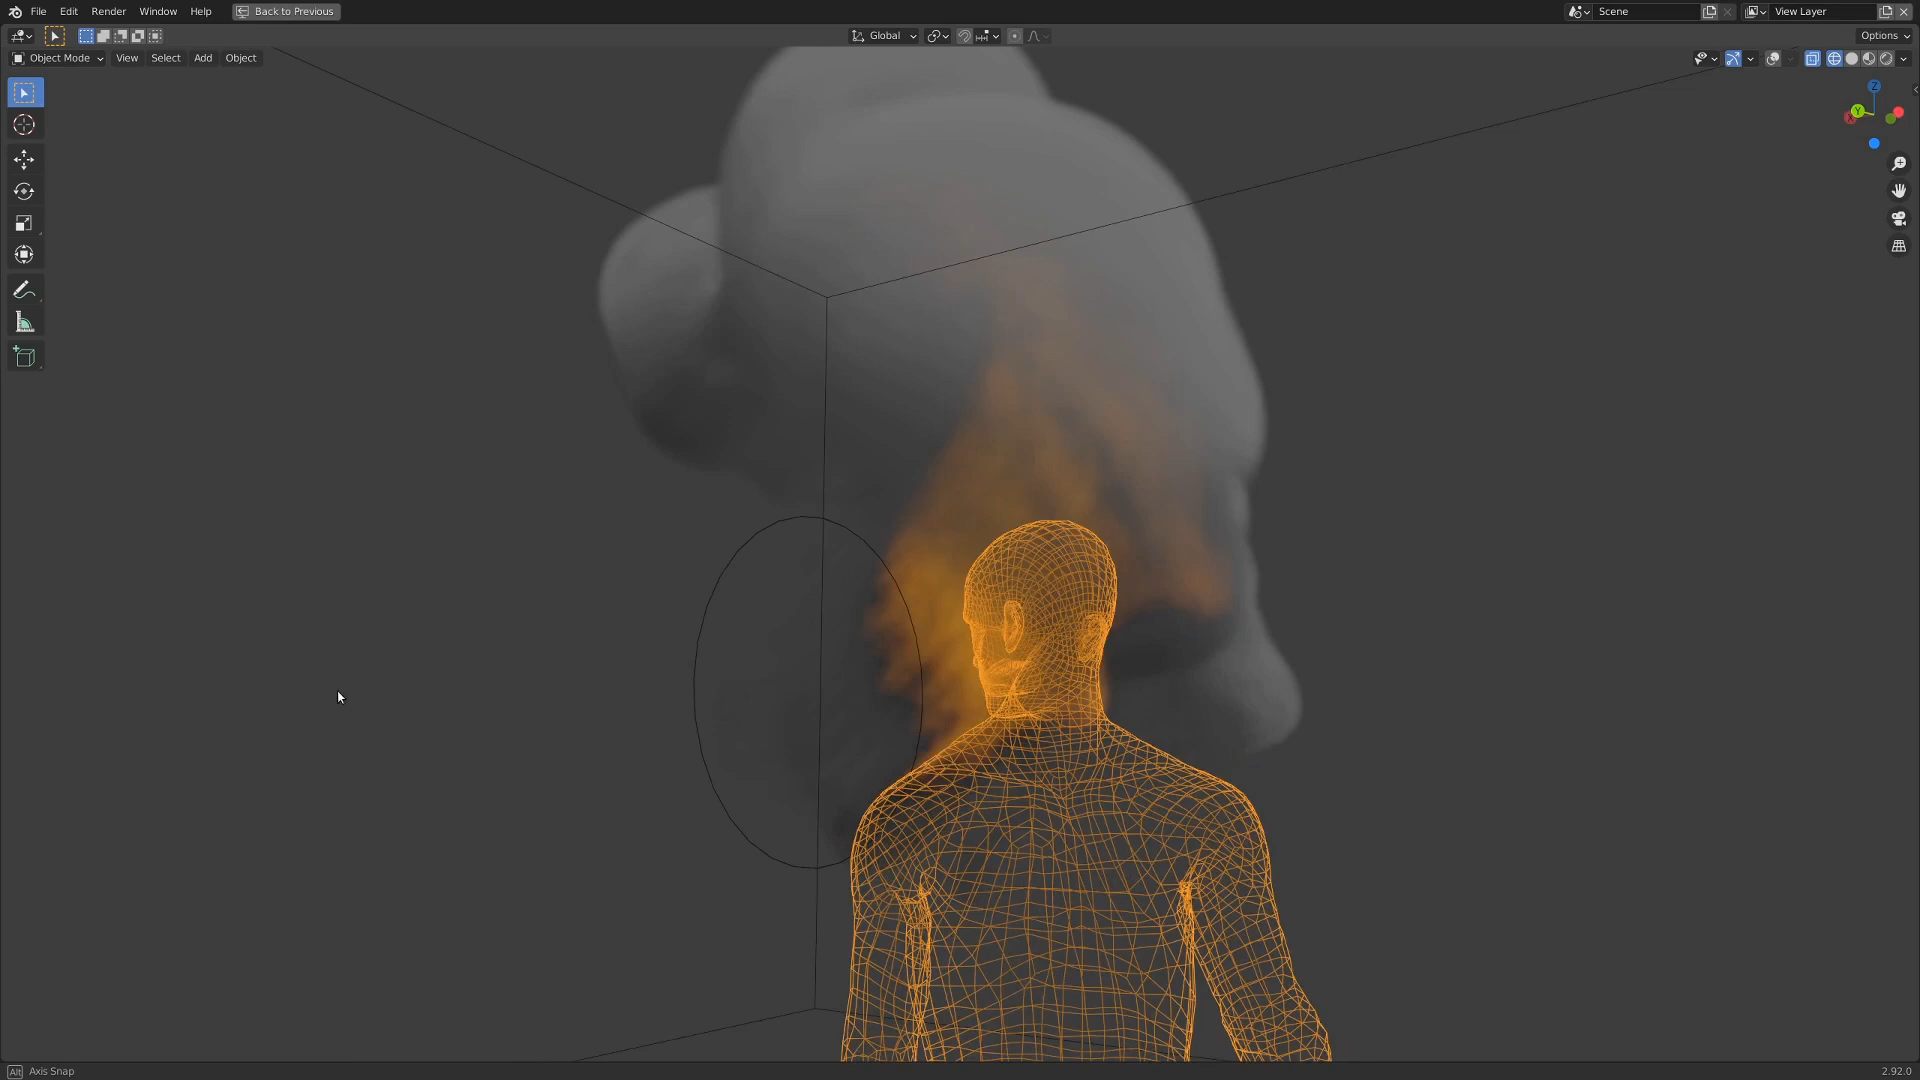 File Edit Render Window Help Back to Previous Scene View Layer
Global Options
Object Mode View Select Add Object
Z
Y
X
Alt Axis Snap 2.92.0